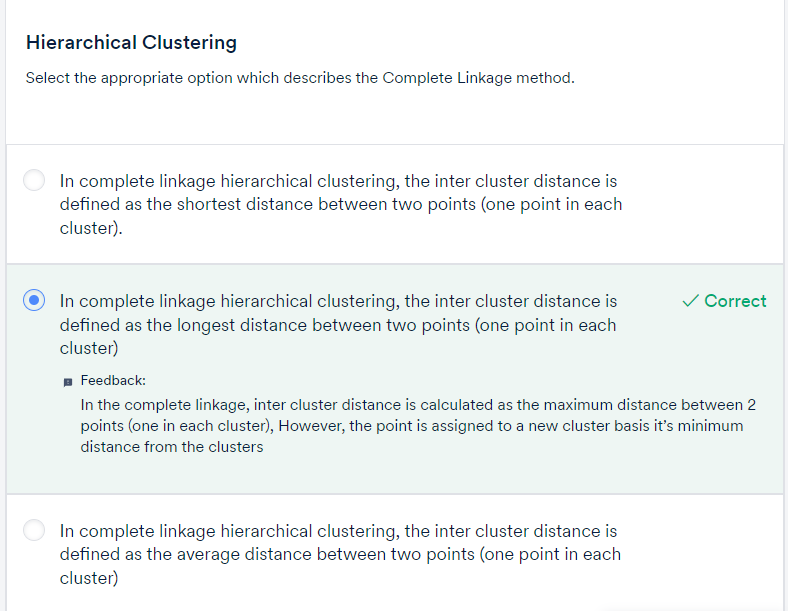 Hierarchical Clustering
Select the appropriate option which describes the Complete Linkage method.
In complete linkage hierarchical clustering, the inter cluster distance is
defined as the shortest distance between two points (one point in each
cluster).
In complete linkage hierarchical clustering, the inter cluster distance is
defined as the longest distance between two points (one point in each
cluster)
Correct
Feedback:
In the complete linkage, inter cluster distance is calculated as the maximum distance between 2
points (one in each cluster), However, the point is assigned to a new cluster basis it's minimum
distance from the clusters
In complete linkage hierarchical clustering, the inter cluster distance is
defined as the average distance between two points (one point in each
cluster)